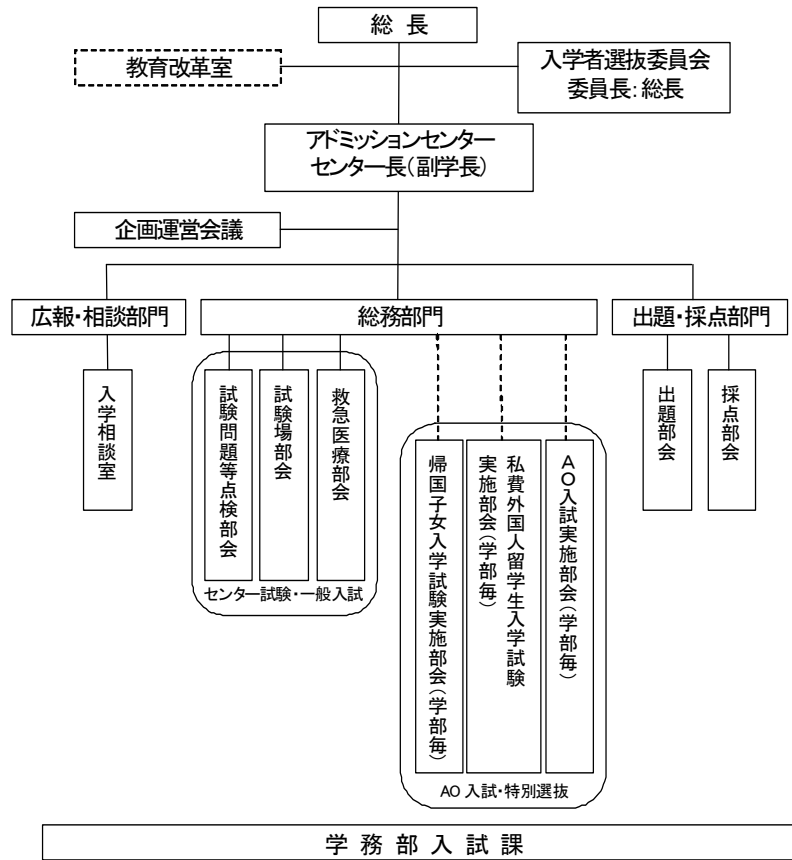 総 長
教育改革室
入学者選抜委員会
委員長:総長
アドミッションセンター
センター長(副学長)
企画運営会議
広報・相談部門
総務部門
出題・採点部門
入学相談室
試験問題等点検部会
試験場部会
救急医療部会
センター試験・一般入試
帰国子女入学試験実施部会(学部毎)
私費外国人留学生入学試験
実施部会(学部毎)
AO入試実施部会(学部毎)
AO 入試・特別選抜
出題部会
採点部会
学 務 部 入 試 課